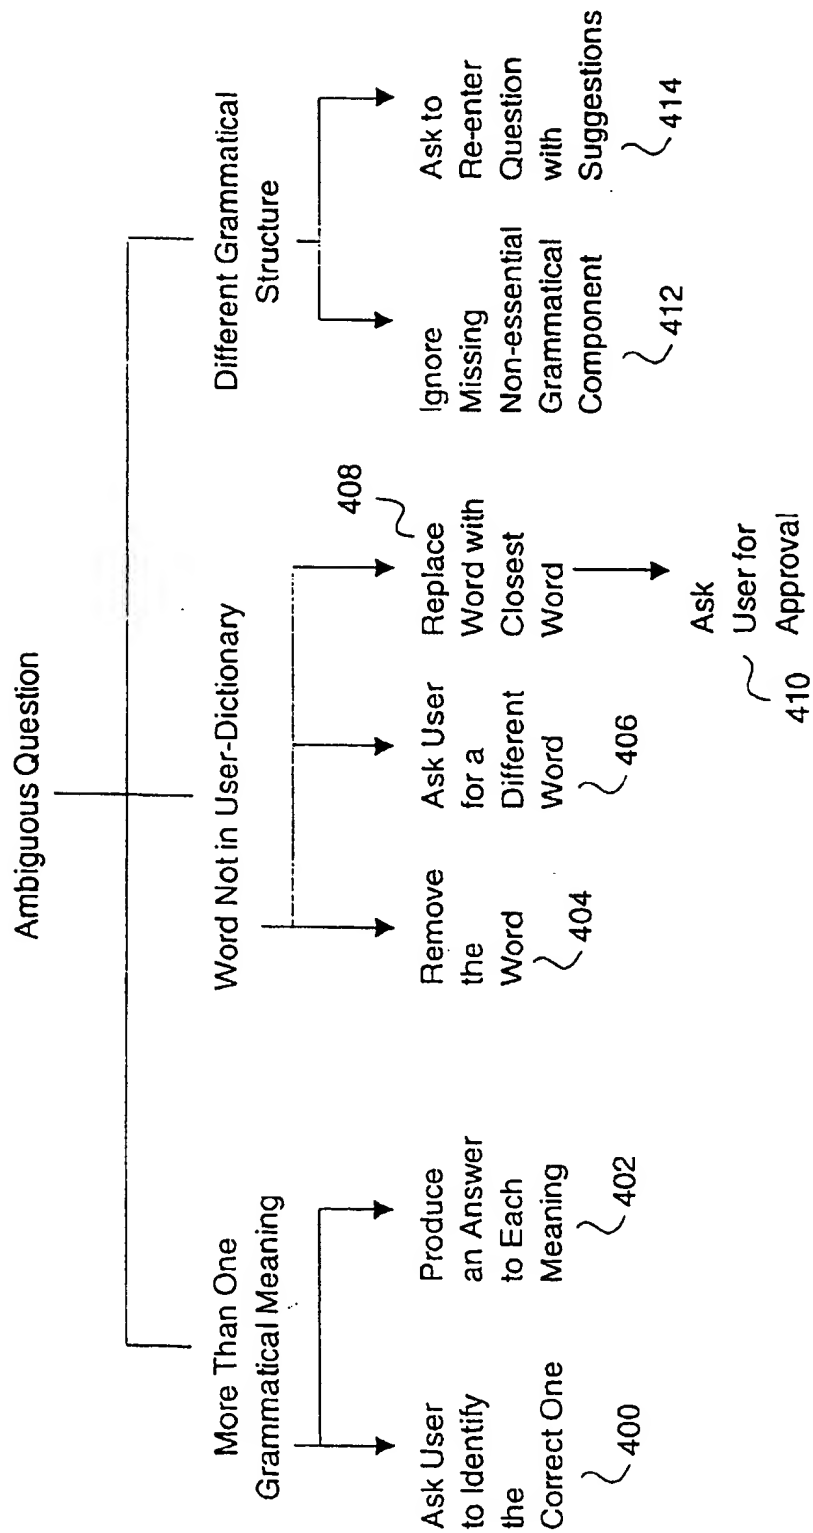 Ambiguous Question
More Than One
Grammatical Meaning
Ask User
to Identify
the
Correct One
400
Produce
an Answer
to Each
Meaning
402
Word Not in User-Dictionary
Remove
the
Word
404
Ask User
for a
Different
Word
406
408
Replace
Word with
Closest
Word
Ask
User for
Approval
410
Different Grammatical
Structure
Ignore
Missing
Non-essential
Grammatical
Component
412
Ask to
Re-enter
Question
with
Suggestions
414